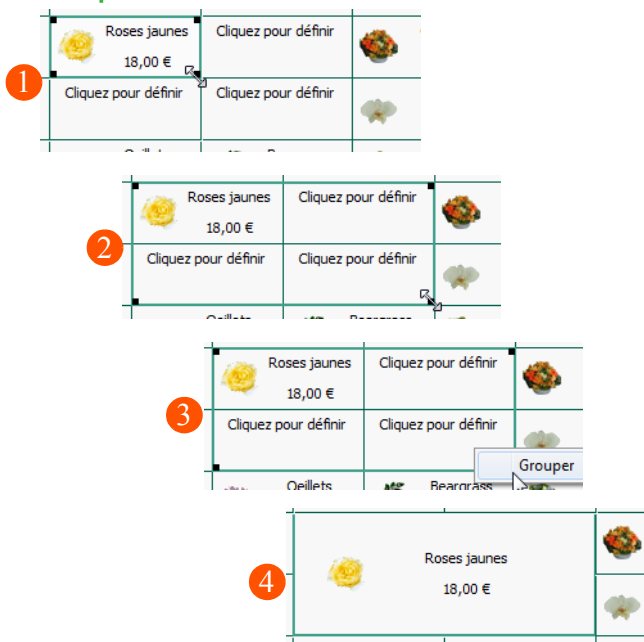 Roses jaunes Cliquez pour définir
18,00 €
1
Cliquez pour définir Cliquez pour définir
Roses jaunes Cliquez pour définir
18,00 €
2
Cliquez pour définir Cliquez pour définir
Oeillets Beargrass
Roses jaunes Cliquez pour définir
18,00 €
3
Cliquez pour définir Cliquez pour définir
Grouper
Oeillets Beargrass
Roses jaunes
4
18,00 €